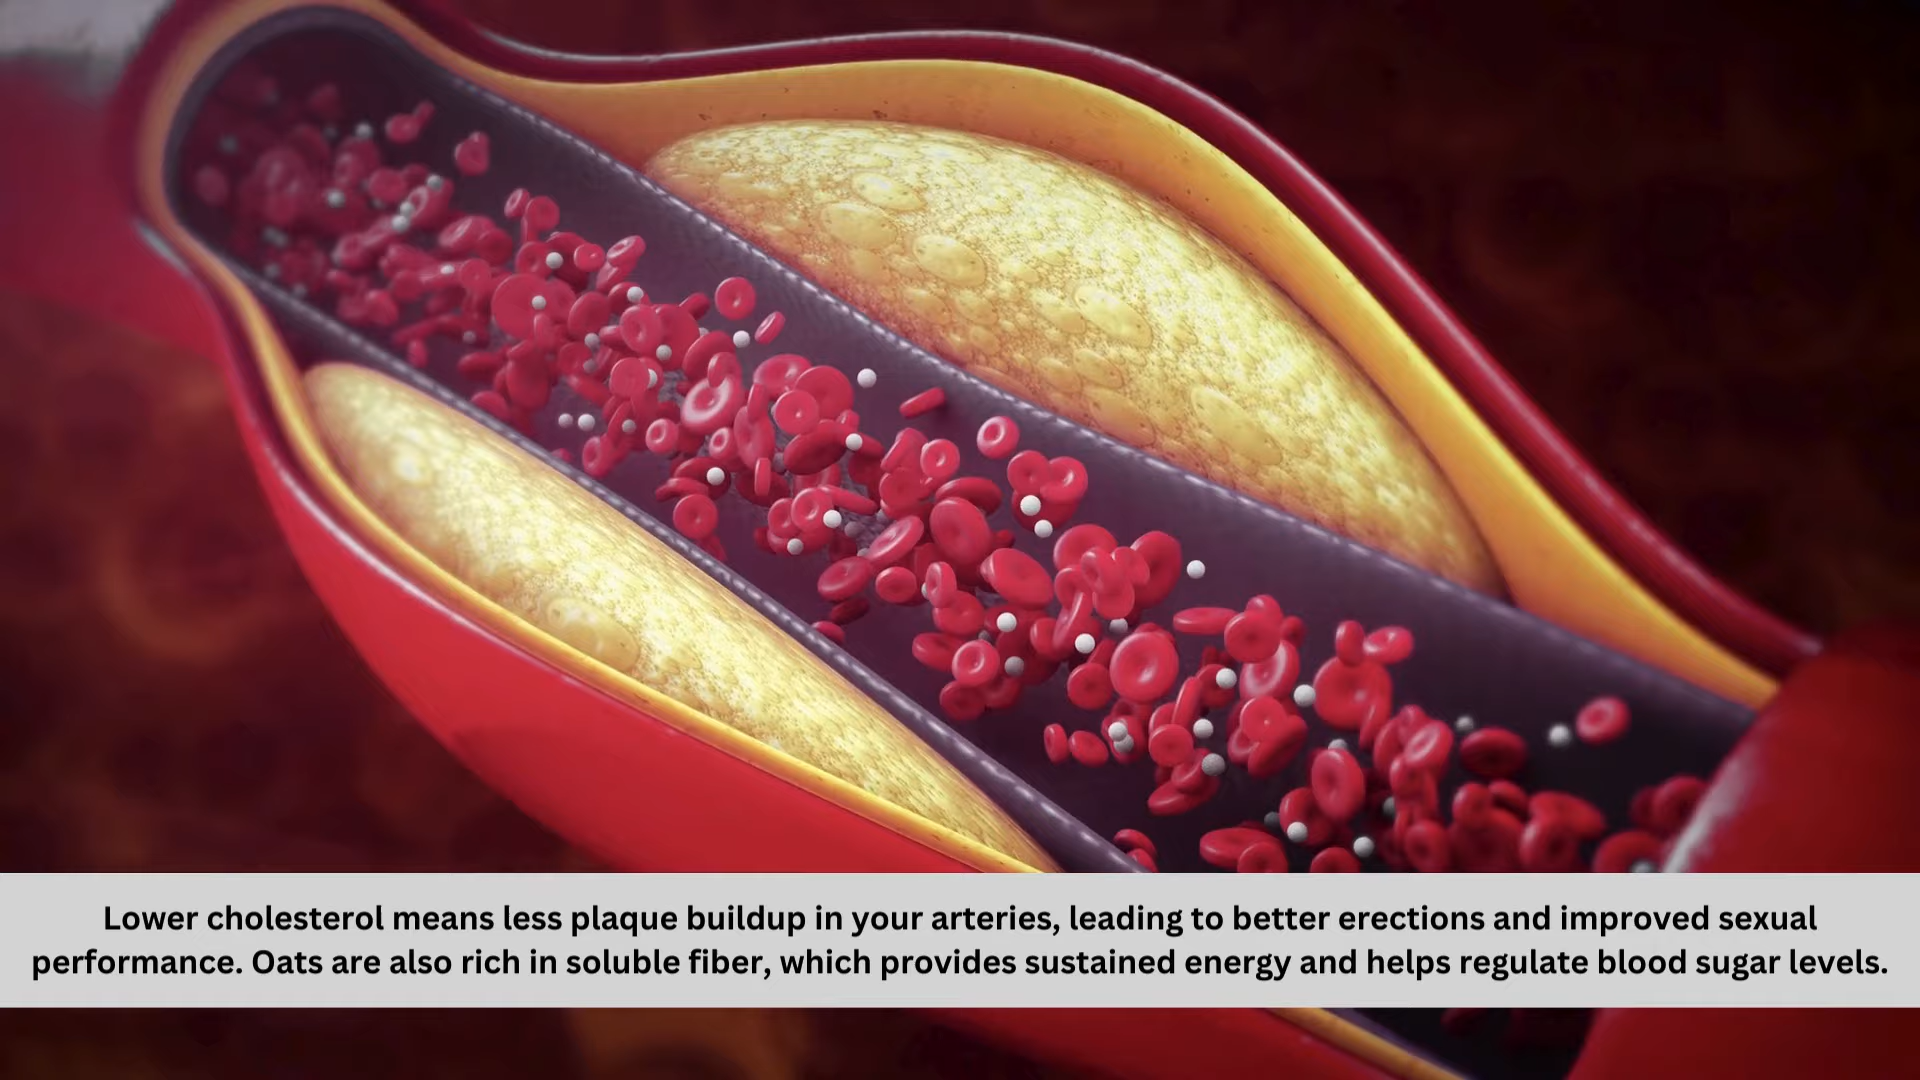 Lower cholesterol means less plaque buildup in your arteries, leading to better erections and improved sexual
performance. Oats are also rich in soluble fiber, which provides sustained energy and helps regulate blood sugar levels.